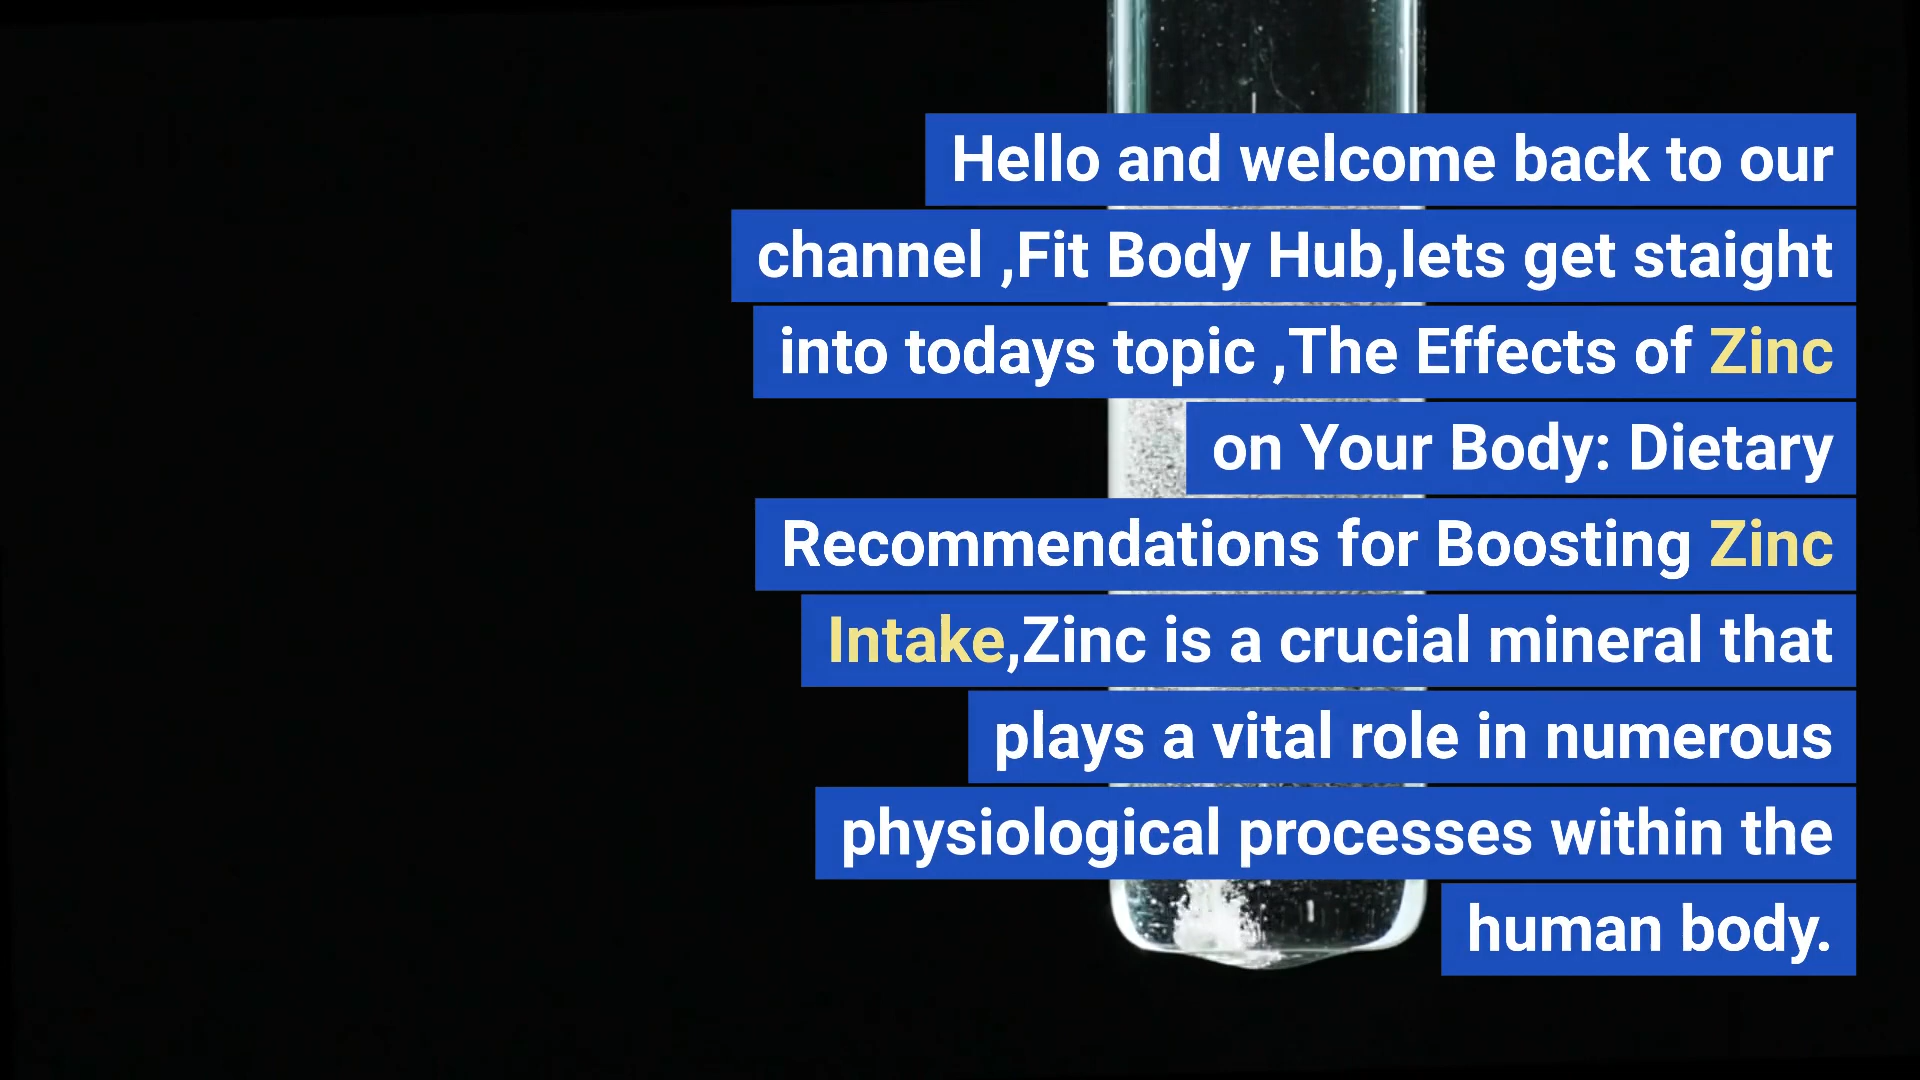 Hello and welcome back to our
channel ,Fit Body Hub,lets get staight
into todays topic ,The Effects of Zinc
on Your Body: Dietary
Recommendations for Boosting Zinc
Intake,Zinc is a crucial mineral that
plays a vital role in numerous
physiological processes within the
human body.